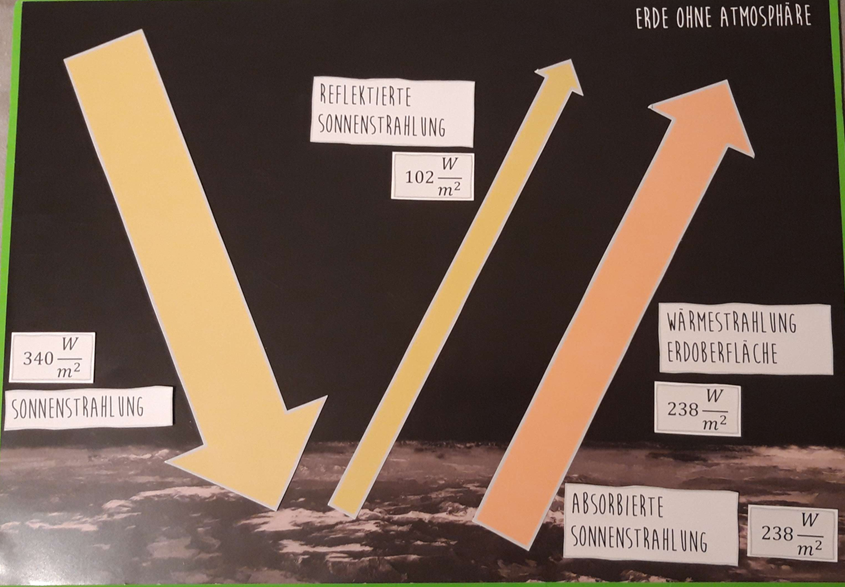 ERDE OHNE ATMOSPHÄRE
REFLEKTIERTE
SONNENSTRAHLUNG
102 W/m²
340 W/m²
SONNENSTRAHLUNG
WÄRMESTRAHLUNG
ERDOBERFLÄCHE
238 W/m²
ABSORBIERTE
SONNENSTRAHLUNG
238 W/m²